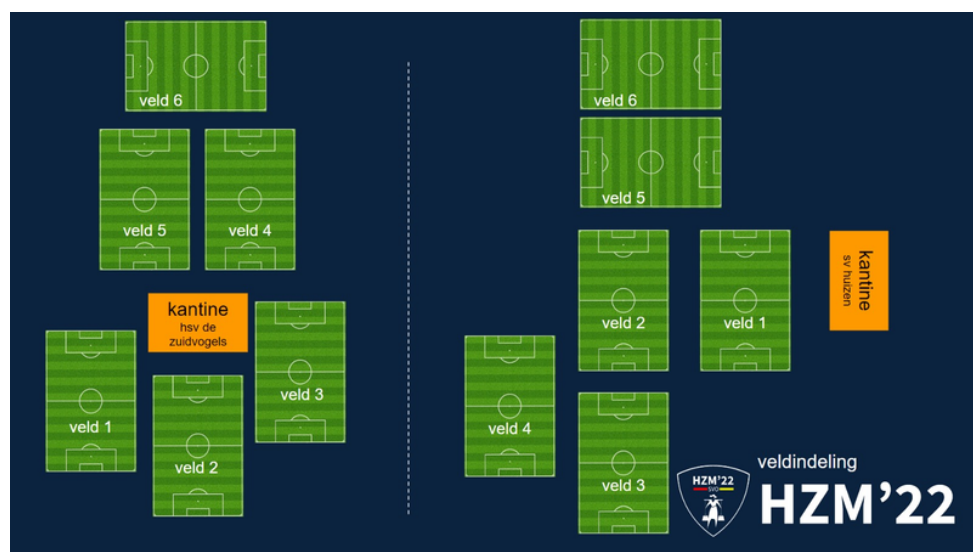 veld 6
veld 5
veld 4
kantine
hsv de
zuidvogels
veld 3
veld 1
veld 2
veld 6
veld 5
kantine
sv huizen
veld 2
veld 1
veld 4
veld 3
HZM'22
SVO
veldindeling
HZM'22